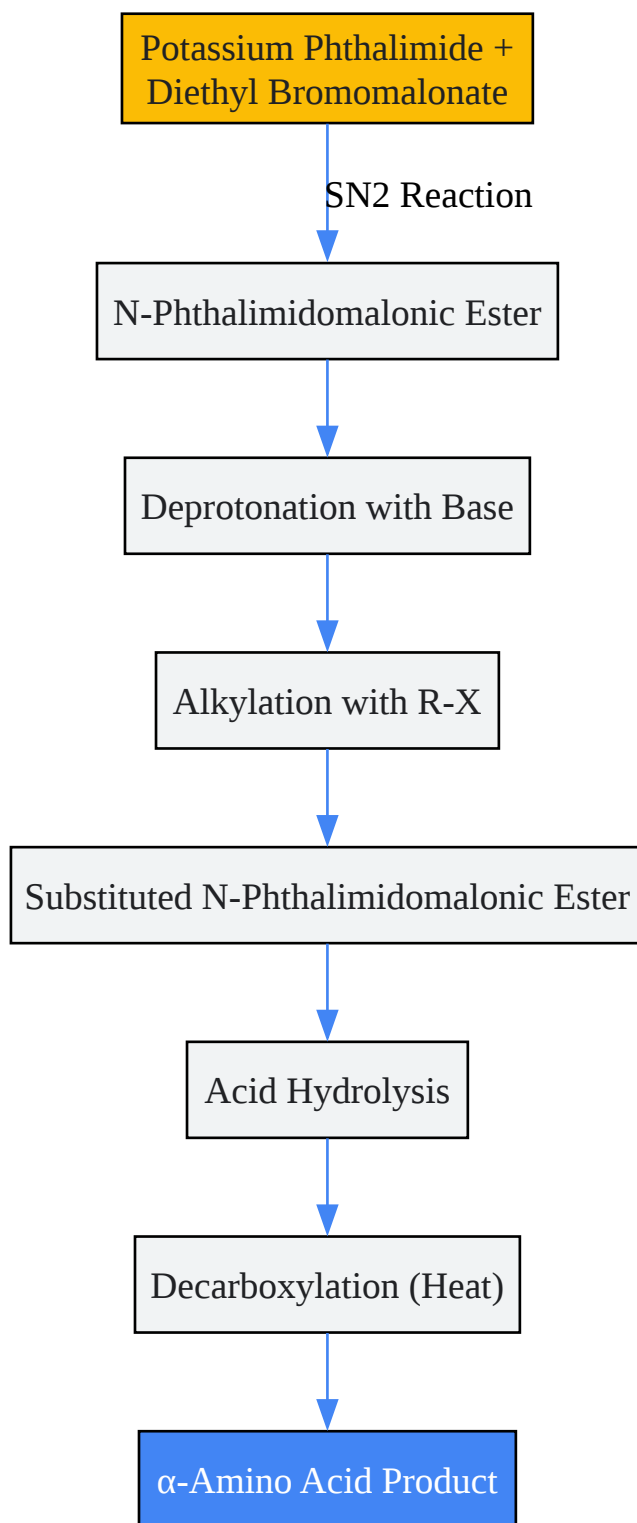 Potassium Phthalimide +
Diethyl Bromomalonate
SN2 Reaction
N-Phthalimidomalonic Ester
Deprotonation with Base
Alkylation with R-X
Substituted N-Phthalimidomalonic Ester
Acid Hydrolysis
Decarboxylation (Heat)
α-Amino Acid Product